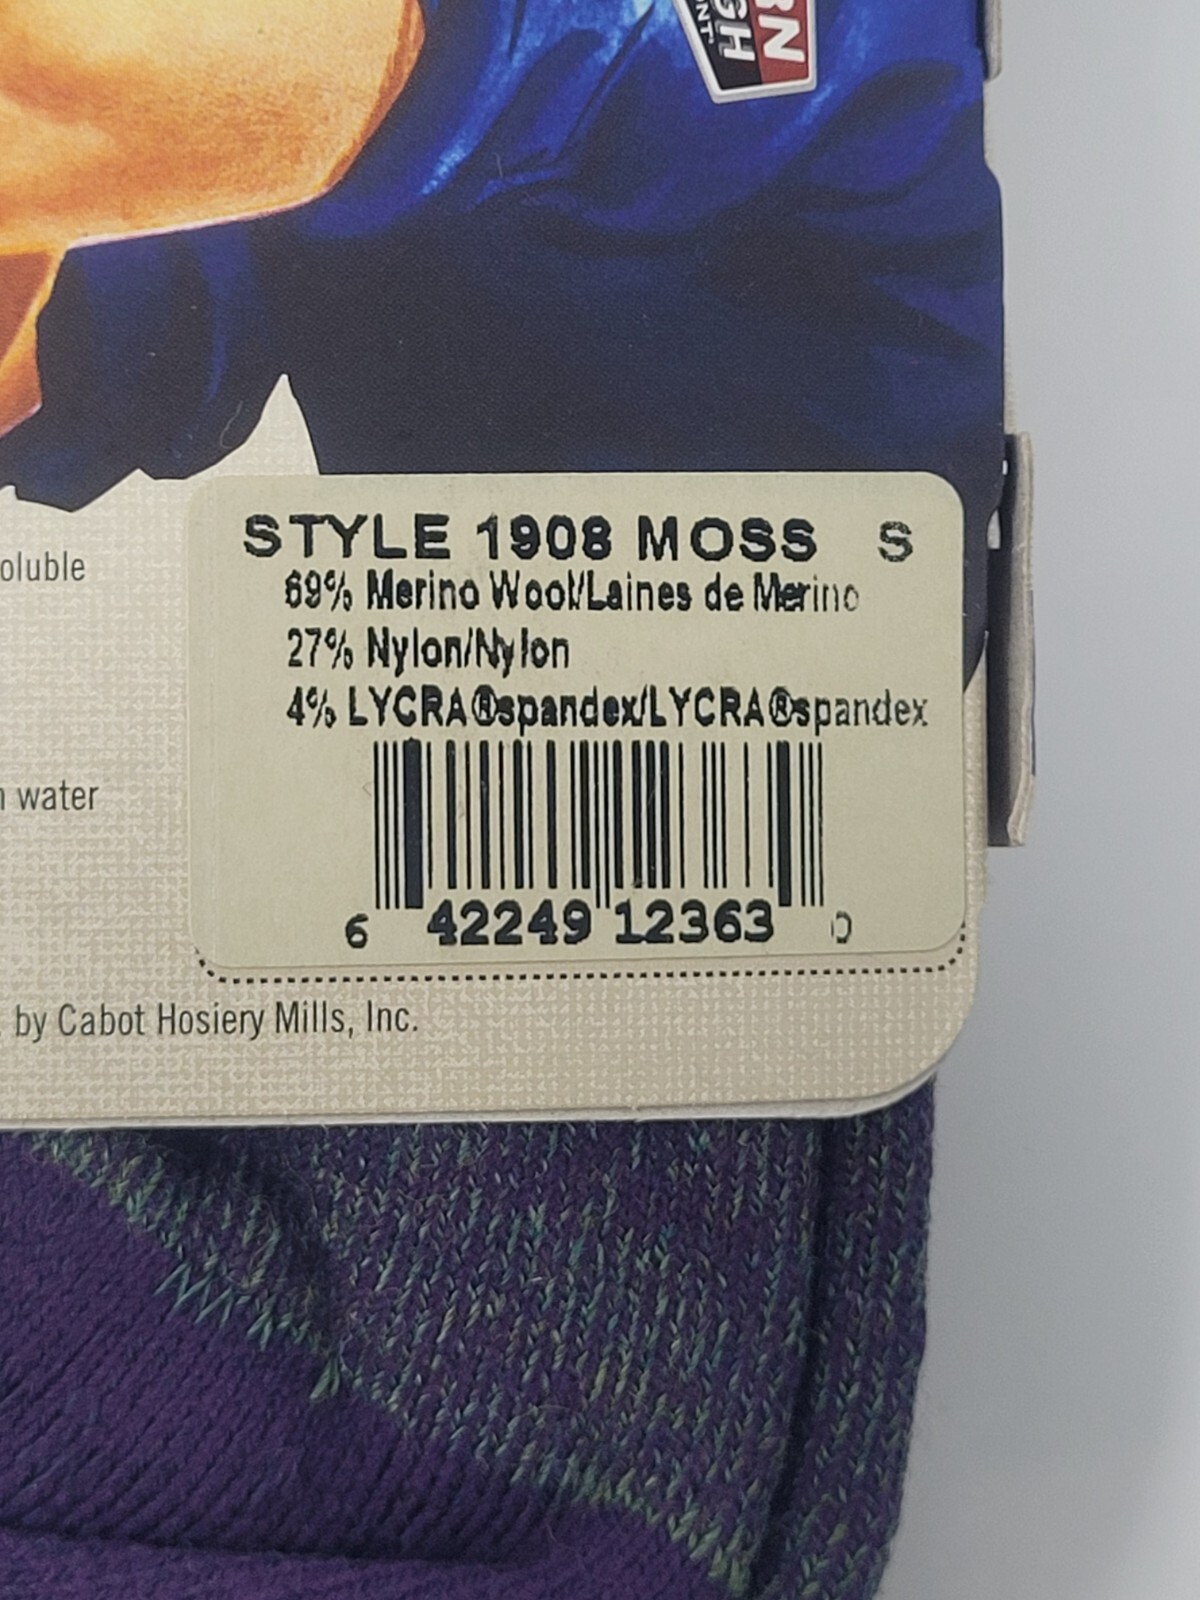 STYLE 1908 MOSS S
69% Merino Wool/Laines de Merino
27% Nylon/Nylon
4% LYCRA®spandex/LYCRA®spandex
water
6 42249 12363 0
by Cabot Hosiery Mills, Inc.